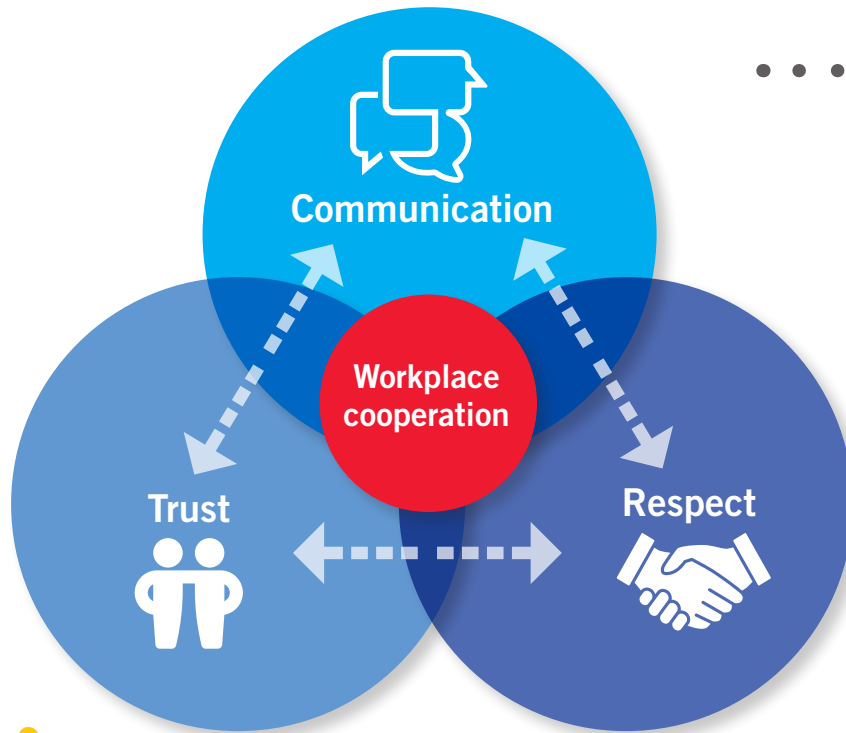 Communication
Workplace
cooperation
Trust
Respect